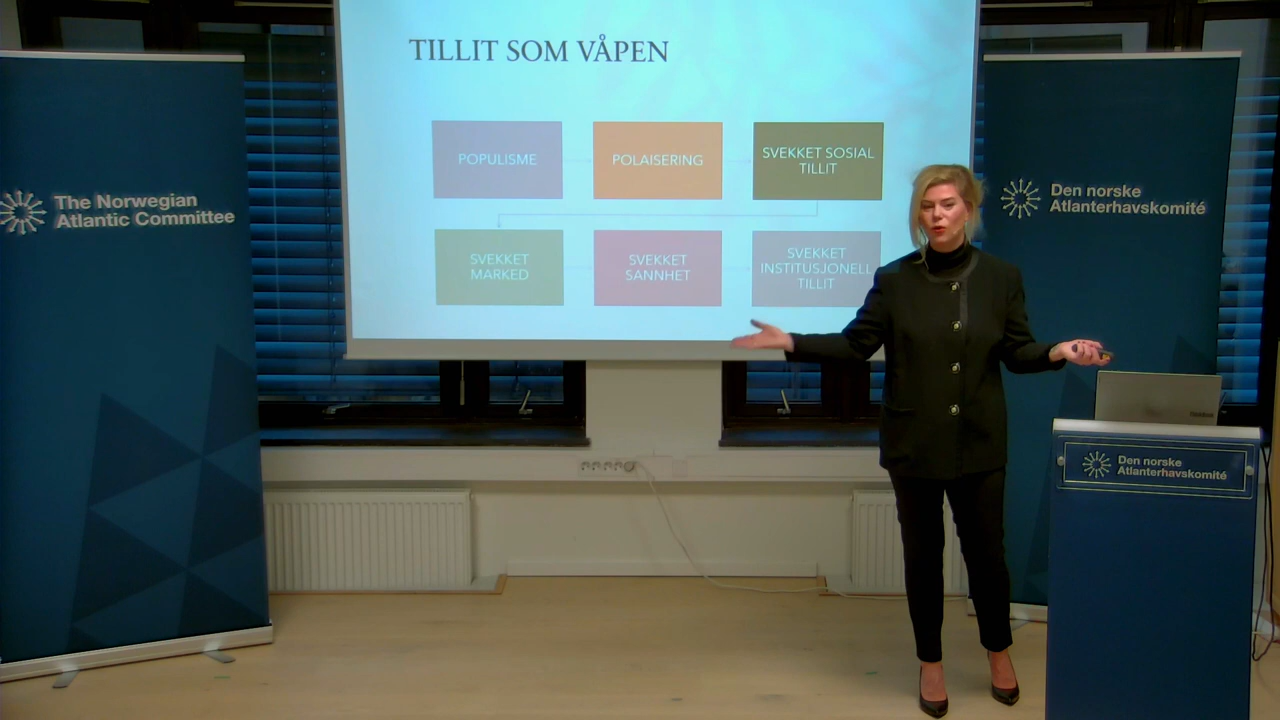 TILLIT SOM VÅPEN
POPULISME
POLAISERING
SVEKKET SOSIAL
TILLIT
SVEKKET
MARKED
SVEKKET
SANNHET
SVEKKET
INSTITUSJONELL
TILLIT
The Norwegian
Atlantic Committee
Den norske
Atlanterhavskomité
Den norske
Atlanterhavskomité